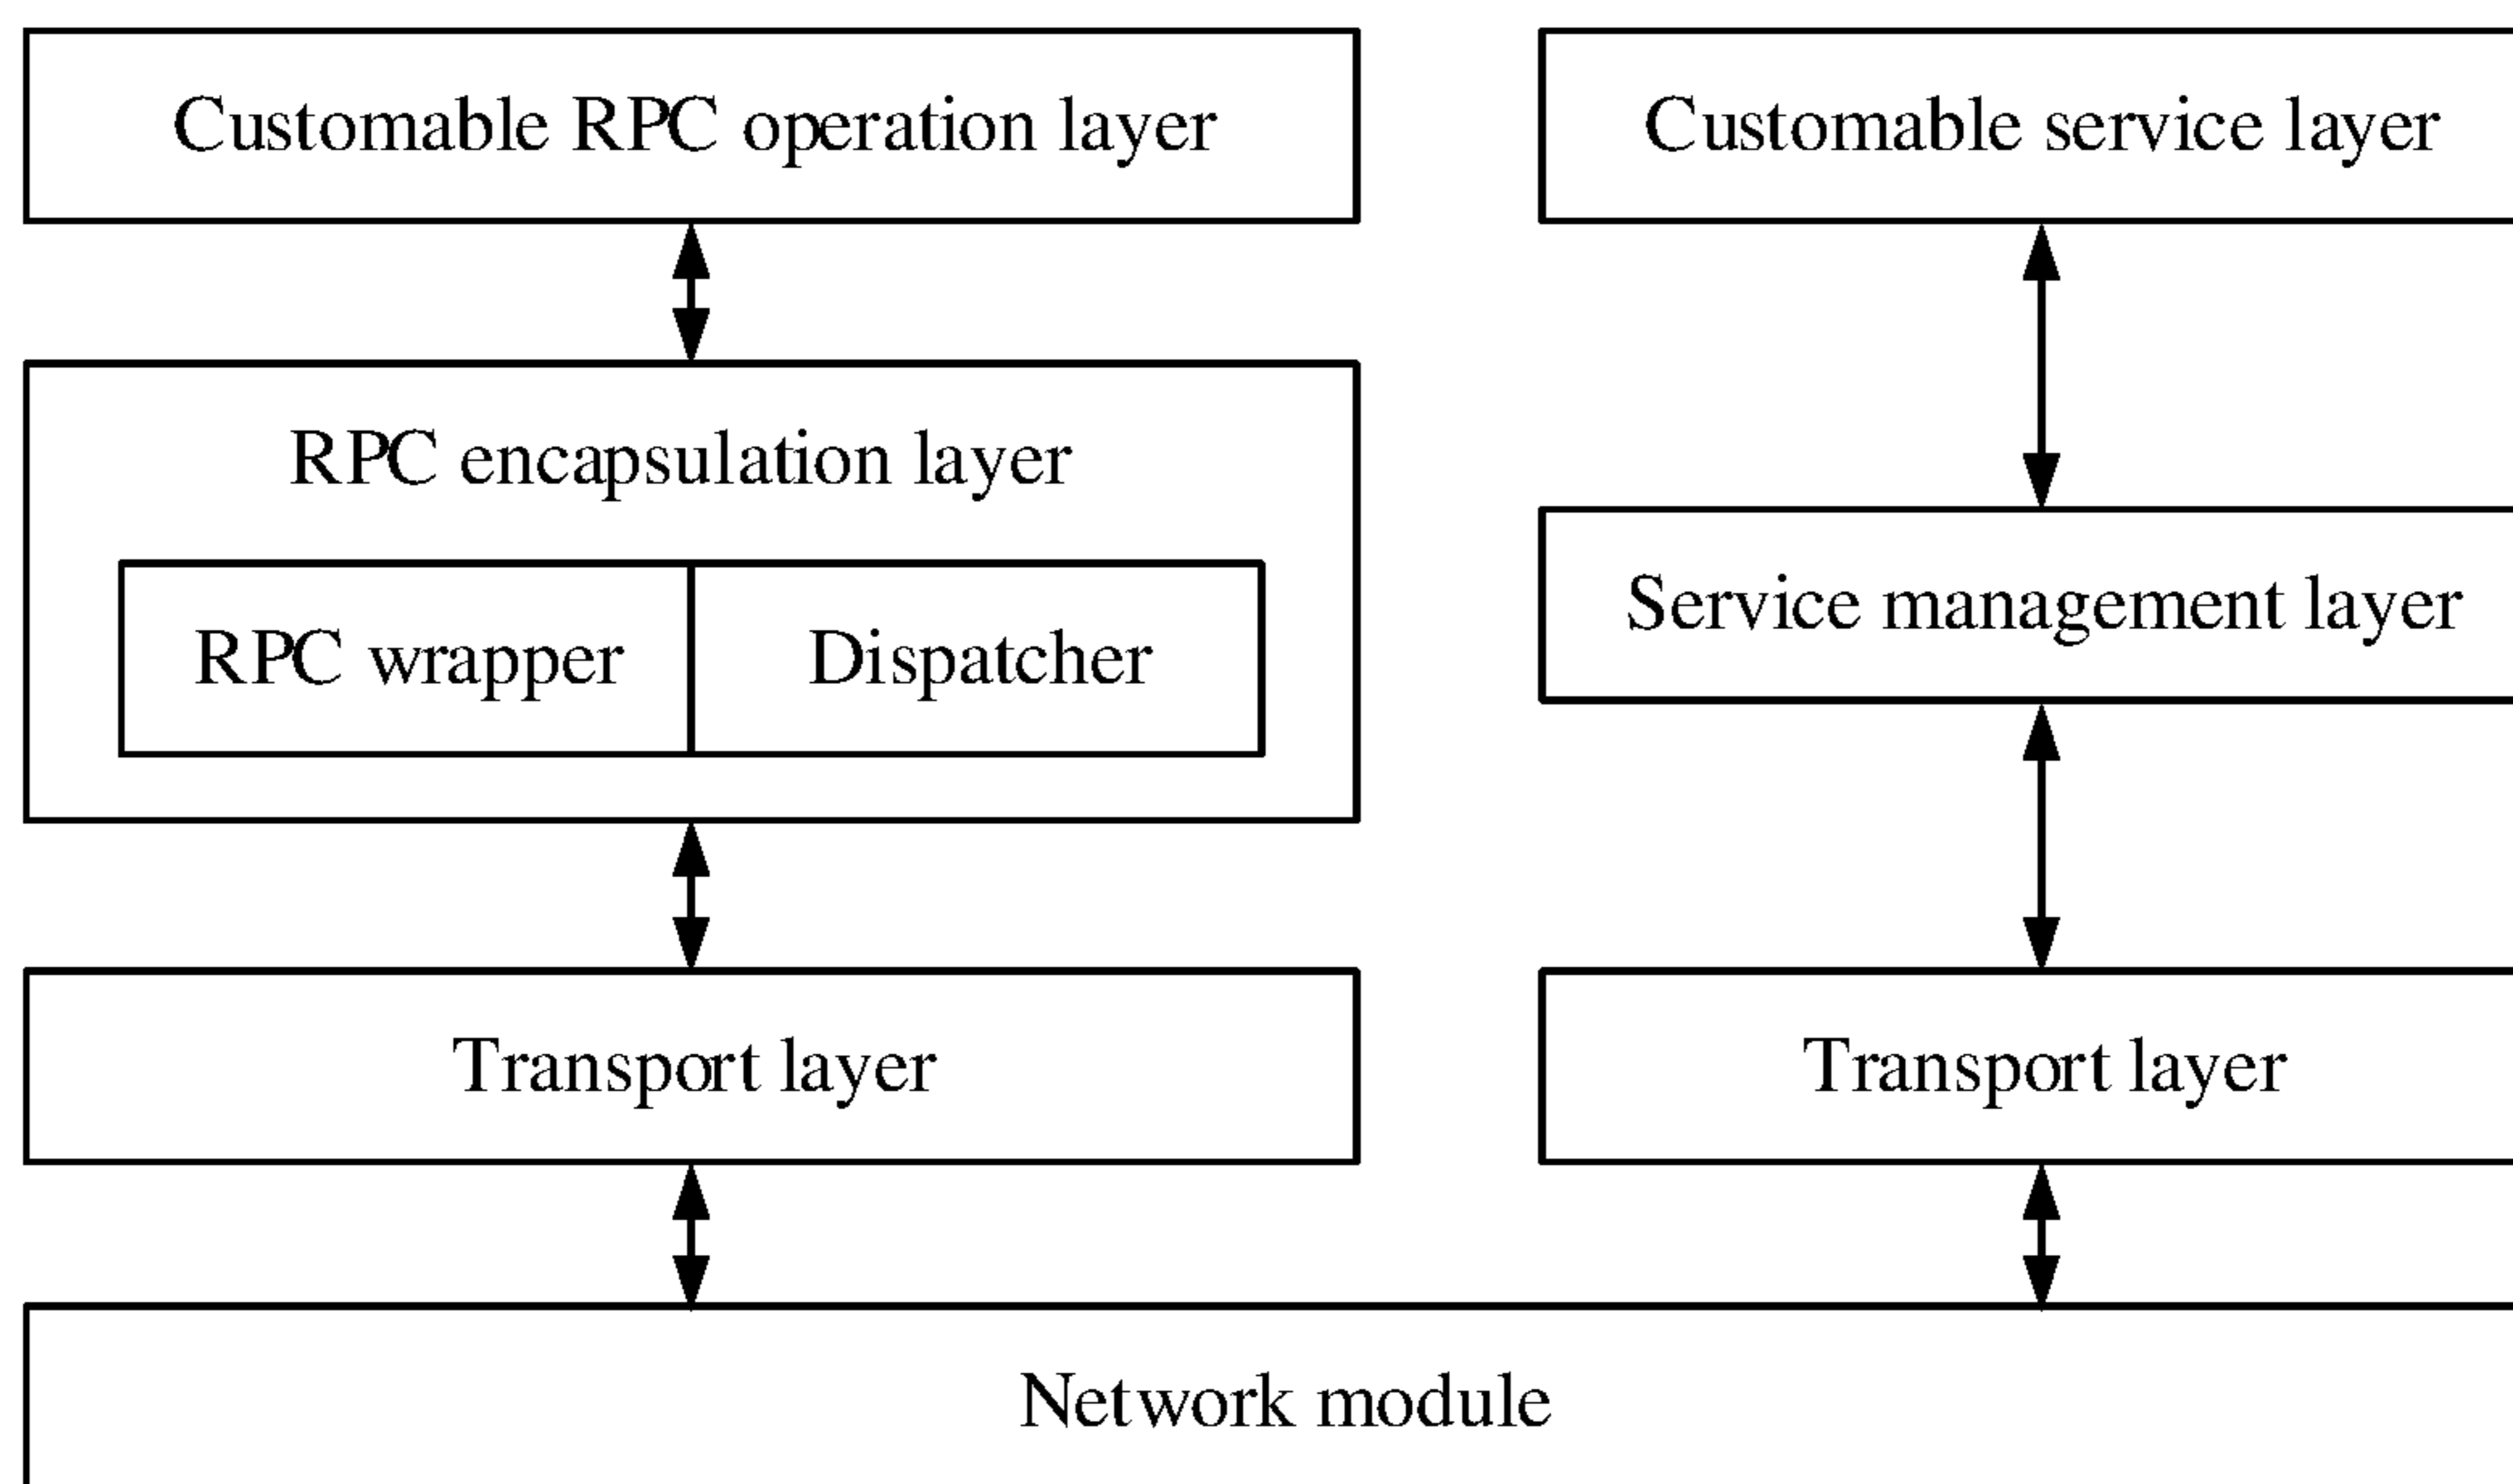 Customable RPC operation layer
Customable service layer
RPC encapsulation layer
RPC wrapper
Dispatcher
Service management layer
Transport layer
Transport layer
Network module